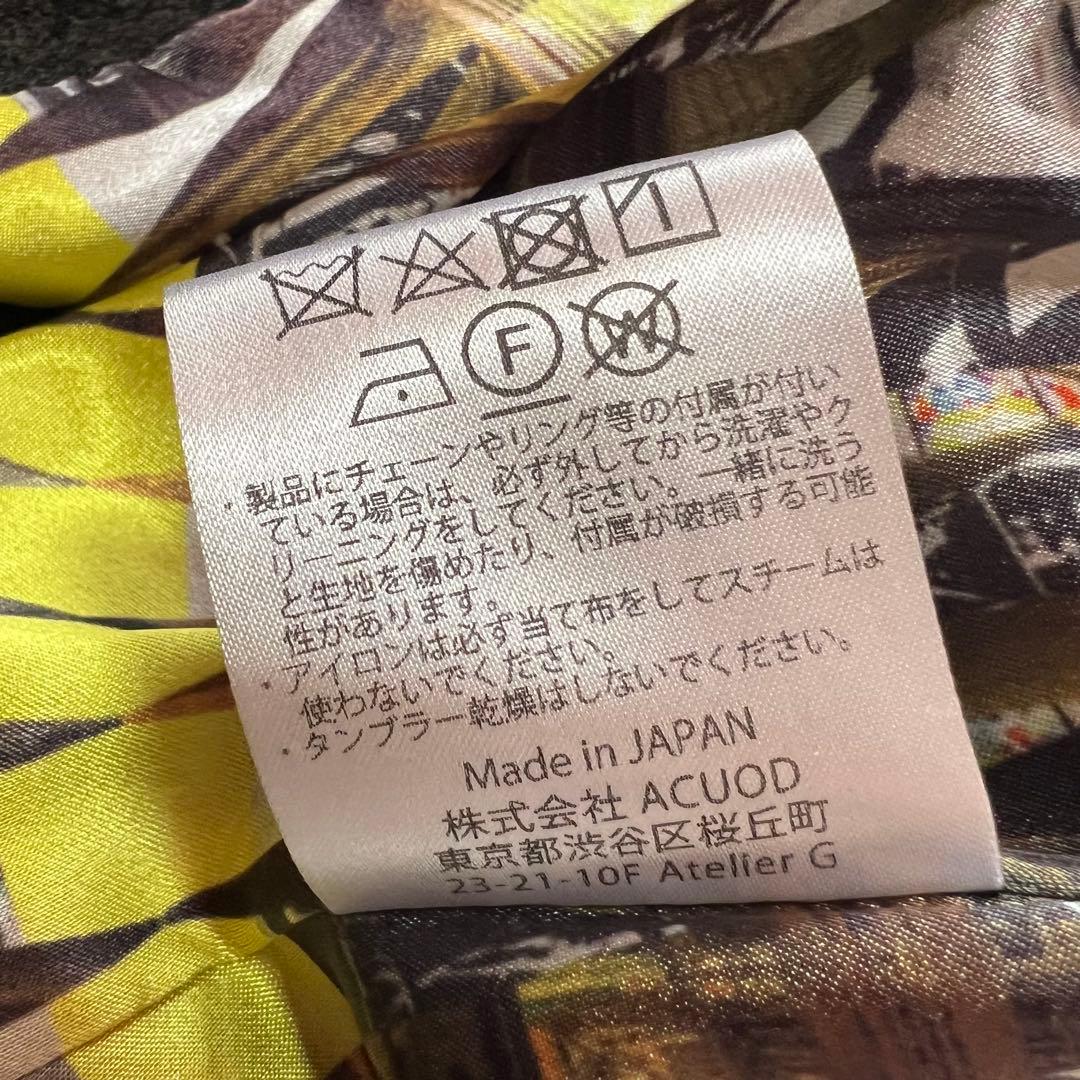 F W
・製品にチェーンやリング等の付属が付い
ている場合は、必ず外してから洗濯やク
リーニングをしてください。一緒に洗う
と生地を傷めたり、付属が破損する可能
性があります。
・アイロンは必ず当て布をしてスチームは
使わないでください。
・タンブラー乾燥はしないでください。
Made in JAPAN
株式会社 ACUOD
東京都渋谷区桜丘町
23-21-10F Atelier G